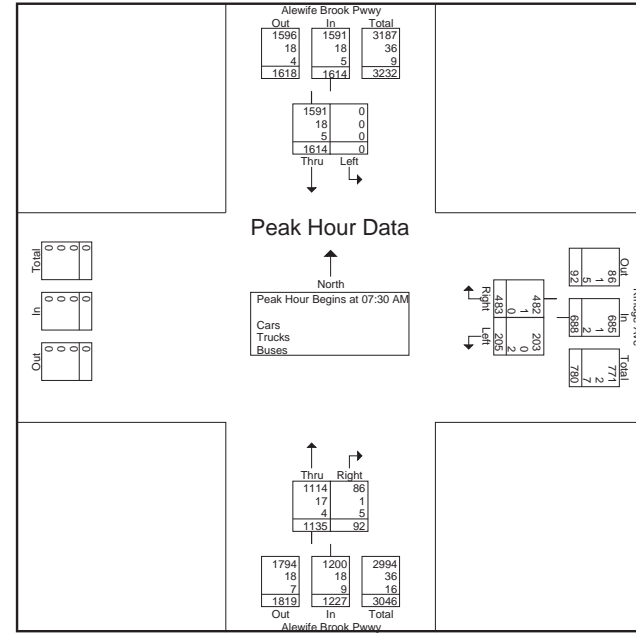 Alewife Brook Pwwy
Out In Total
1596 1591 3187
18 18 36
4 5 9
1618 1614 3232
1591 0
18 0
5 0
1614 0
Thru Left
Peak Hour Data
North
Peak Hour Begins at 07:30 AM
Cars
Trucks
Buses
Total
0 0 0 0
In
0 0 0 0
Out
0 0 0 0
Right Left
482 203
1 0
0 2
483 205
Out In Total
86 685 771
1 1 2
5 2 7
92 688 780
Thru Right
1114 86
17 1
4 5
1135 92
1794 1200 2994
18 18 36
7 9 16
1819 1227 3046
Out In Total
Alewife Brook Pwwy